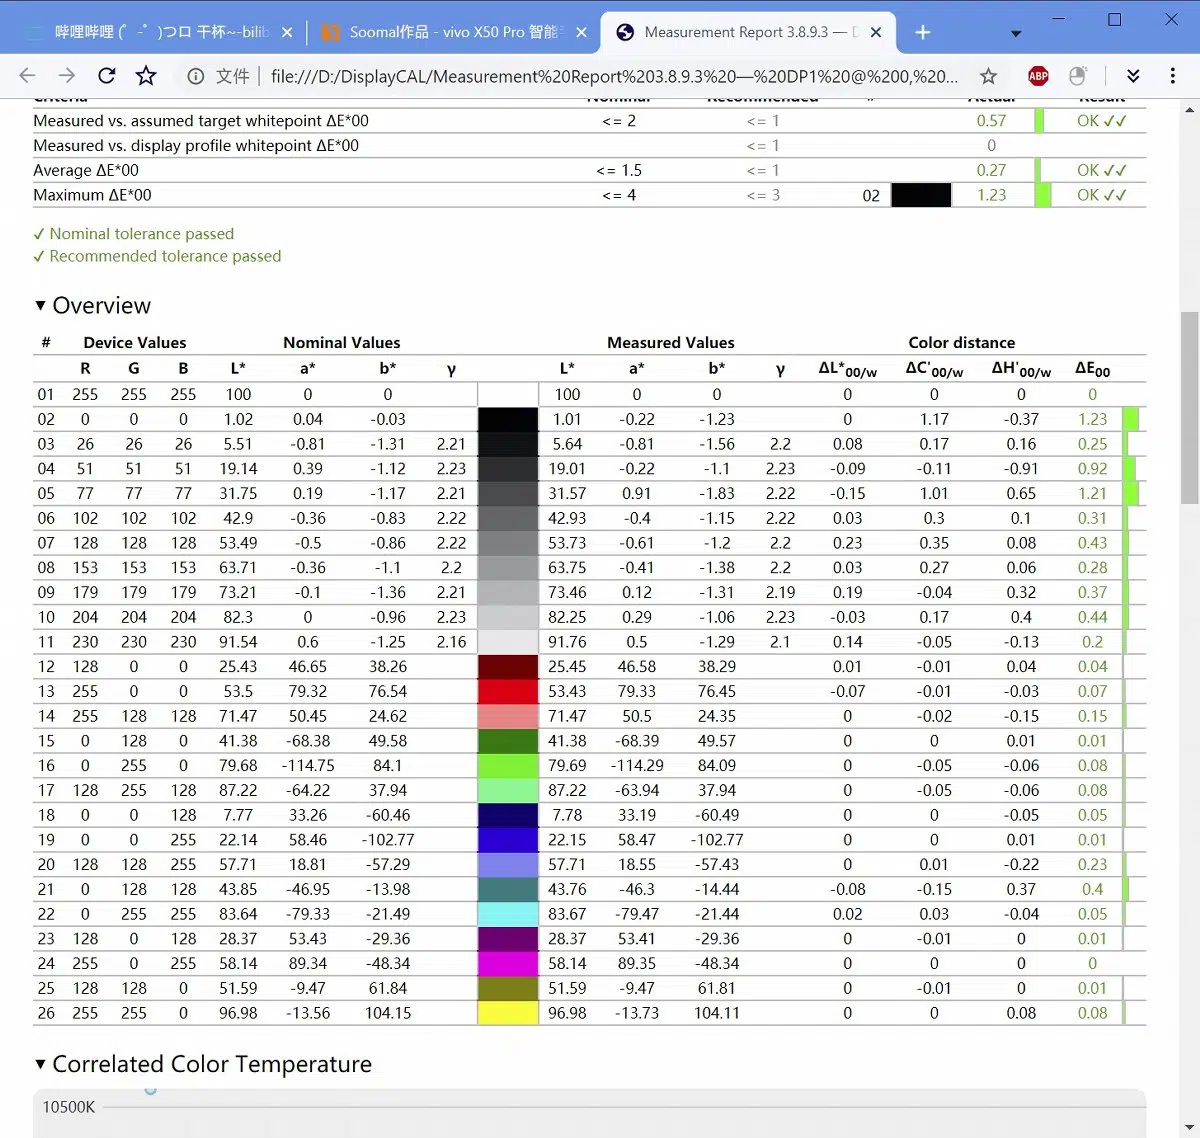 哔哩哔哩 (゜-゜)つロ 干杯~-bilib
Soomal作品 - vivo X50 Pro 智能
Measurement Report 3.8.9.3 — D
文件 file:///D:/DisplayCAL/Measurement%20Report%203.8.9.3%20—%20DP1%20@%200,%20...
ABP
Criteria Nominal Recommended # Actual Result
Measured vs. assumed target whitepoint ΔE*00 <= 2 <= 1 0.57 OK ✓✓
Measured vs. display profile whitepoint ΔE*00 <= 1 0
Average ΔE*00 <= 1.5 <= 1 0.27 OK ✓✓
Maximum ΔE*00 <= 4 <= 3 02 1.23 OK ✓✓
✓ Nominal tolerance passed
✓ Recommended tolerance passed
▼ Overview
# Device Values Nominal Values Measured Values Color distance
R G B L* a* b* γ L* a* b* γ ΔL*00/w ΔC'00/w ΔH'00/w ΔE00
01 255 255 255 100 0 0 100 0 0 0 0 0 0
02 0 0 0 1.02 0.04 -0.03 1.01 -0.22 -1.23 0 1.17 -0.37 1.23
03 26 26 26 5.51 -0.81 -1.31 2.21 5.64 -0.81 -1.56 2.2 0.08 0.17 0.16 0.25
04 51 51 51 19.14 0.39 -1.12 2.23 19.01 -0.22 -1.1 2.23 -0.09 -0.11 -0.91 0.92
05 77 77 77 31.75 0.19 -1.17 2.21 31.57 0.91 -1.83 2.22 -0.15 1.01 0.65 1.21
06 102 102 102 42.9 -0.36 -0.83 2.22 42.93 -0.4 -1.15 2.22 0.03 0.3 0.1 0.31
07 128 128 128 53.49 -0.5 -0.86 2.22 53.73 -0.61 -1.2 2.2 0.23 0.35 0.08 0.43
08 153 153 153 63.71 -0.36 -1.1 2.2 63.75 -0.41 -1.38 2.2 0.03 0.27 0.06 0.28
09 179 179 179 73.21 -0.1 -1.36 2.21 73.46 0.12 -1.31 2.19 0.19 -0.04 0.32 0.37
10 204 204 204 82.3 0 -0.96 2.23 82.25 0.29 -1.06 2.23 -0.03 0.17 0.4 0.44
11 230 230 230 91.54 0.6 -1.25 2.16 91.76 0.5 -1.29 2.1 0.14 -0.05 -0.13 0.2
12 128 0 0 25.43 46.65 38.26 25.45 46.58 38.29 0.01 -0.01 0.04 0.04
13 255 0 0 53.5 79.32 76.54 53.43 79.33 76.45 -0.07 -0.01 -0.03 0.07
14 255 128 128 71.47 50.45 24.62 71.47 50.5 24.35 0 -0.02 -0.15 0.15
15 0 128 0 41.38 -68.38 49.58 41.38 -68.39 49.57 0 0 0.01 0.01
16 0 255 0 79.68 -114.75 84.1 79.69 -114.29 84.09 0 -0.05 -0.06 0.08
17 128 255 128 87.22 -64.22 37.94 87.22 -63.94 37.94 0 -0.05 -0.06 0.08
18 0 0 128 7.77 33.26 -60.46 7.78 33.19 -60.49 0 0 -0.05 0.05
19 0 0 255 22.14 58.46 -102.77 22.15 58.47 -102.77 0 0 0.01 0.01
20 128 128 255 57.71 18.81 -57.29 57.71 18.55 -57.43 0 0.01 -0.22 0.23
21 0 128 128 43.85 -46.95 -13.98 43.76 -46.3 -14.44 -0.08 -0.15 0.37 0.4
22 0 255 255 83.64 -79.33 -21.49 83.67 -79.47 -21.44 0.02 0.03 -0.04 0.05
23 128 0 128 28.37 53.43 -29.36 28.37 53.41 -29.36 0 -0.01 0 0.01
24 255 0 255 58.14 89.34 -48.34 58.14 89.35 -48.34 0 0 0 0
25 128 128 0 51.59 -9.47 61.84 51.59 -9.47 61.81 0 -0.01 0 0.01
26 255 255 0 96.98 -13.56 104.15 96.98 -13.73 104.11 0 0 0.08 0.08
▼ Correlated Color Temperature
10500K